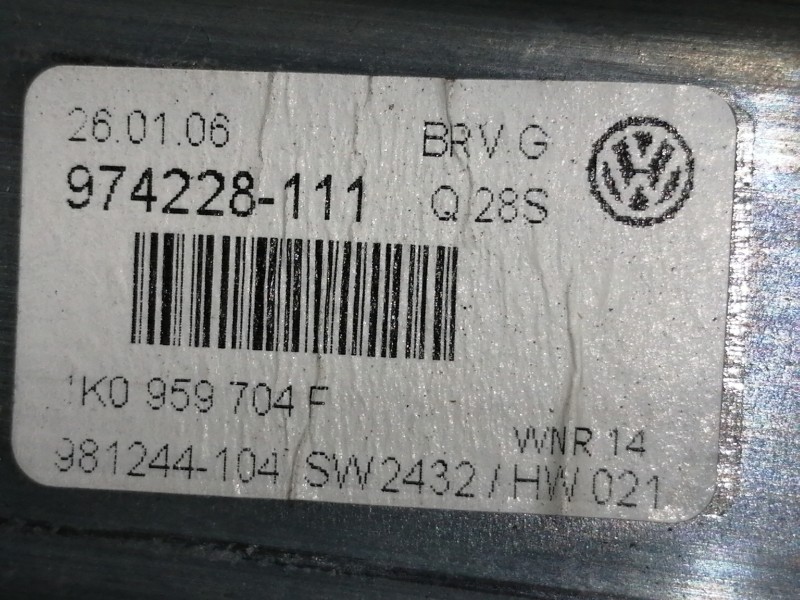 26.01.06 BRV.G
974228-111 Q 28S
1K0 959 704 F
WNR 14
981244-104 SW2432 / HW 021